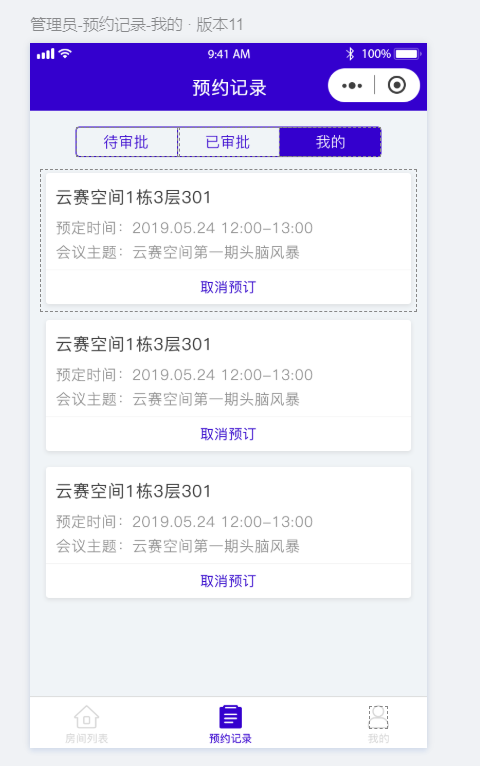 管理员-预约记录-我的 · 版本11
9:41 AM
100%
预约记录
待审批
已审批
我的
云赛空间1栋3层301
预定时间：2019.05.24 12:00-13:00
会议主题：云赛空间第一期头脑风暴
取消预订
云赛空间1栋3层301
预定时间：2019.05.24 12:00-13:00
会议主题：云赛空间第一期头脑风暴
取消预订
云赛空间1栋3层301
预定时间：2019.05.24 12:00-13:00
会议主题：云赛空间第一期头脑风暴
取消预订
房间列表
预约记录
我的